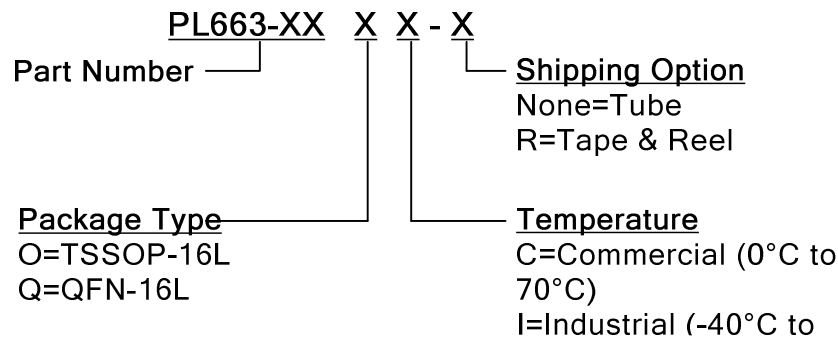 PL663-XX X X - X
Part Number
Shipping Option
None=Tube
R=Tape & Reel
Package Type
O=TSSOP-16L
Q=QFN-16L
Temperature
C=Commercial (0°C to
70°C)
I=Industrial (-40°C to